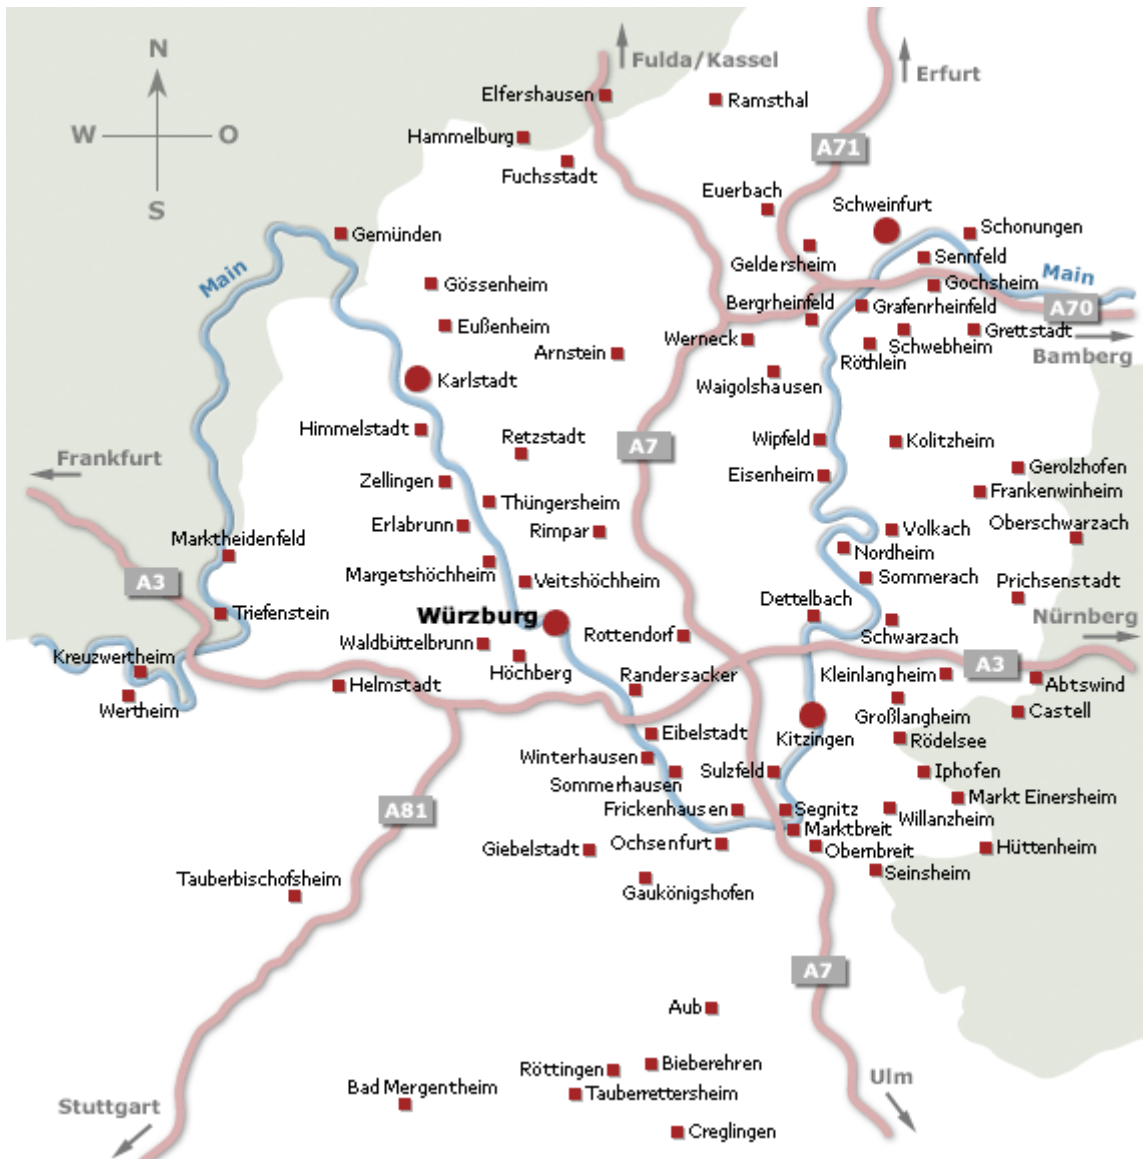 N
W
O
S
Fulda/Kassel
Erfurt
Elfershausen
Ramsthal
Hammelburg
A71
Fuchsstadt
Euerbach
Schweinfurt
Gemünden
Schonungen
Main
Geldersheim
Sennfeld
Main
Gössenheim
Gochsheim
Bergrheinfeld
Grafenrheinfeld
A70
Eußenheim
Werneck
Schwebheim
Grettstadt
Arnstein
Röthlein
Bamberg
Karlstadt
Waigolshausen
Himmelstadt
Retzstadt
A7
Wipfeld
Kolitzheim
Frankfurt
Gerolzhofen
Zellingen
Eisenheim
Frankenwinheim
Thüngersheim
Erlabrunn
Rimpar
Volkach
Oberschwarzach
Marktheidenfeld
Nordheim
Margetshöchheim
Veitshöchheim
Sommerach
Prichsenstadt
A3
Triefenstein
Würzburg
Dettelbach
Nürnberg
Waldbüttelbrunn
Rottendorf
Schwarzach
Kreuzwertheim
Höchberg
Randersacker
Kleinlangheim
A3
Helmstadt
Abtswind
Wertheim
Großlangheim
Castell
Eibelstadt
Kitzingen
Rödelsee
Winterhausen
Sommerhausen
Sulzfeld
Iphofen
A81
Frickenhausen
Segnitz
Willanzheim
Markt Einersheim
Marktbreit
Giebelstadt
Ochsenfurt
Obernbreit
Hüttenheim
Tauberbischofsheim
Seinsheim
Gaukönigshofen
A7
Aub
Röttingen
Bieberehren
Ulm
Bad Mergentheim
Tauberrettersheim
Stuttgart
Creglingen